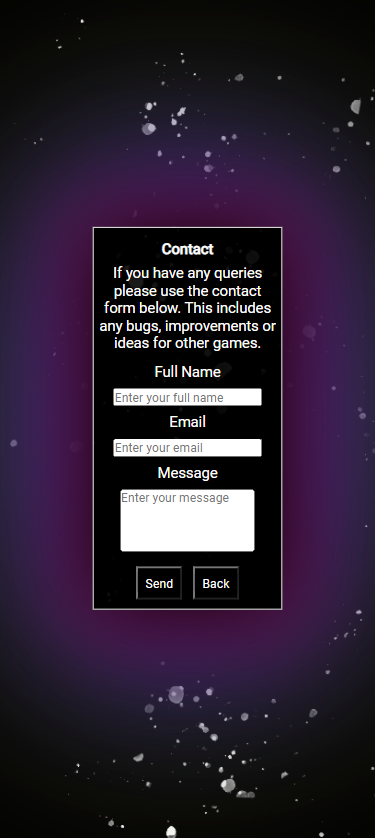 Contact
If you have any queries
please use the contact
form below. This includes
any bugs, improvements or
ideas for other games.
Full Name
Enter your full name
Email
Enter your email
Message
Enter your message
Send Back